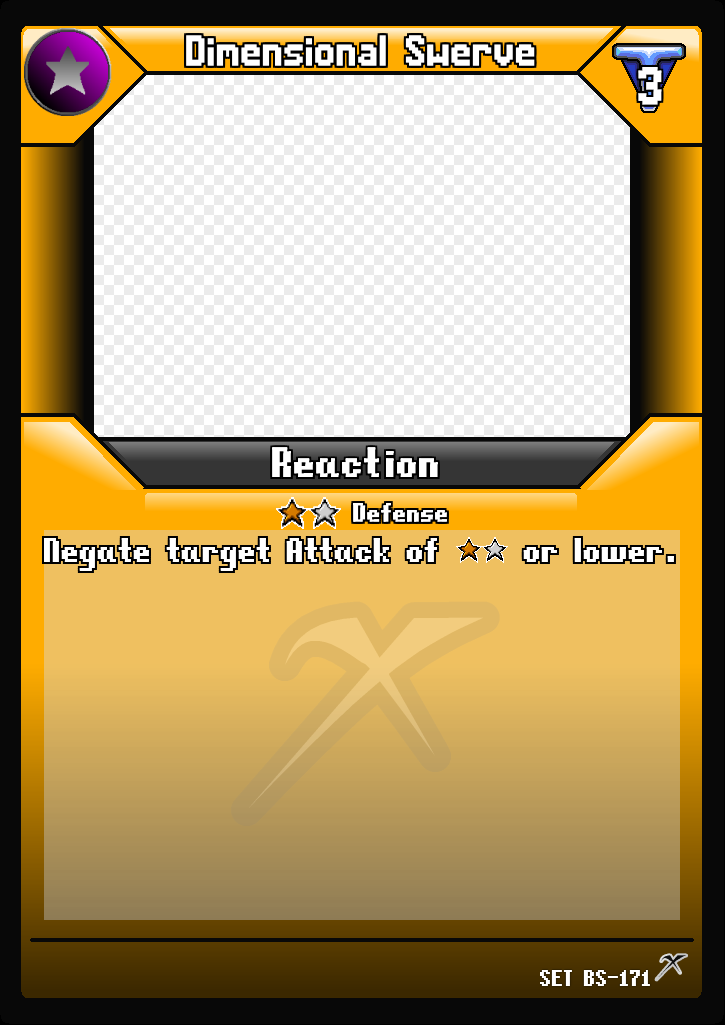 Dimensional Swerve
3
Reaction
Defense
Negate target Attack of or lower.
SET BS-171